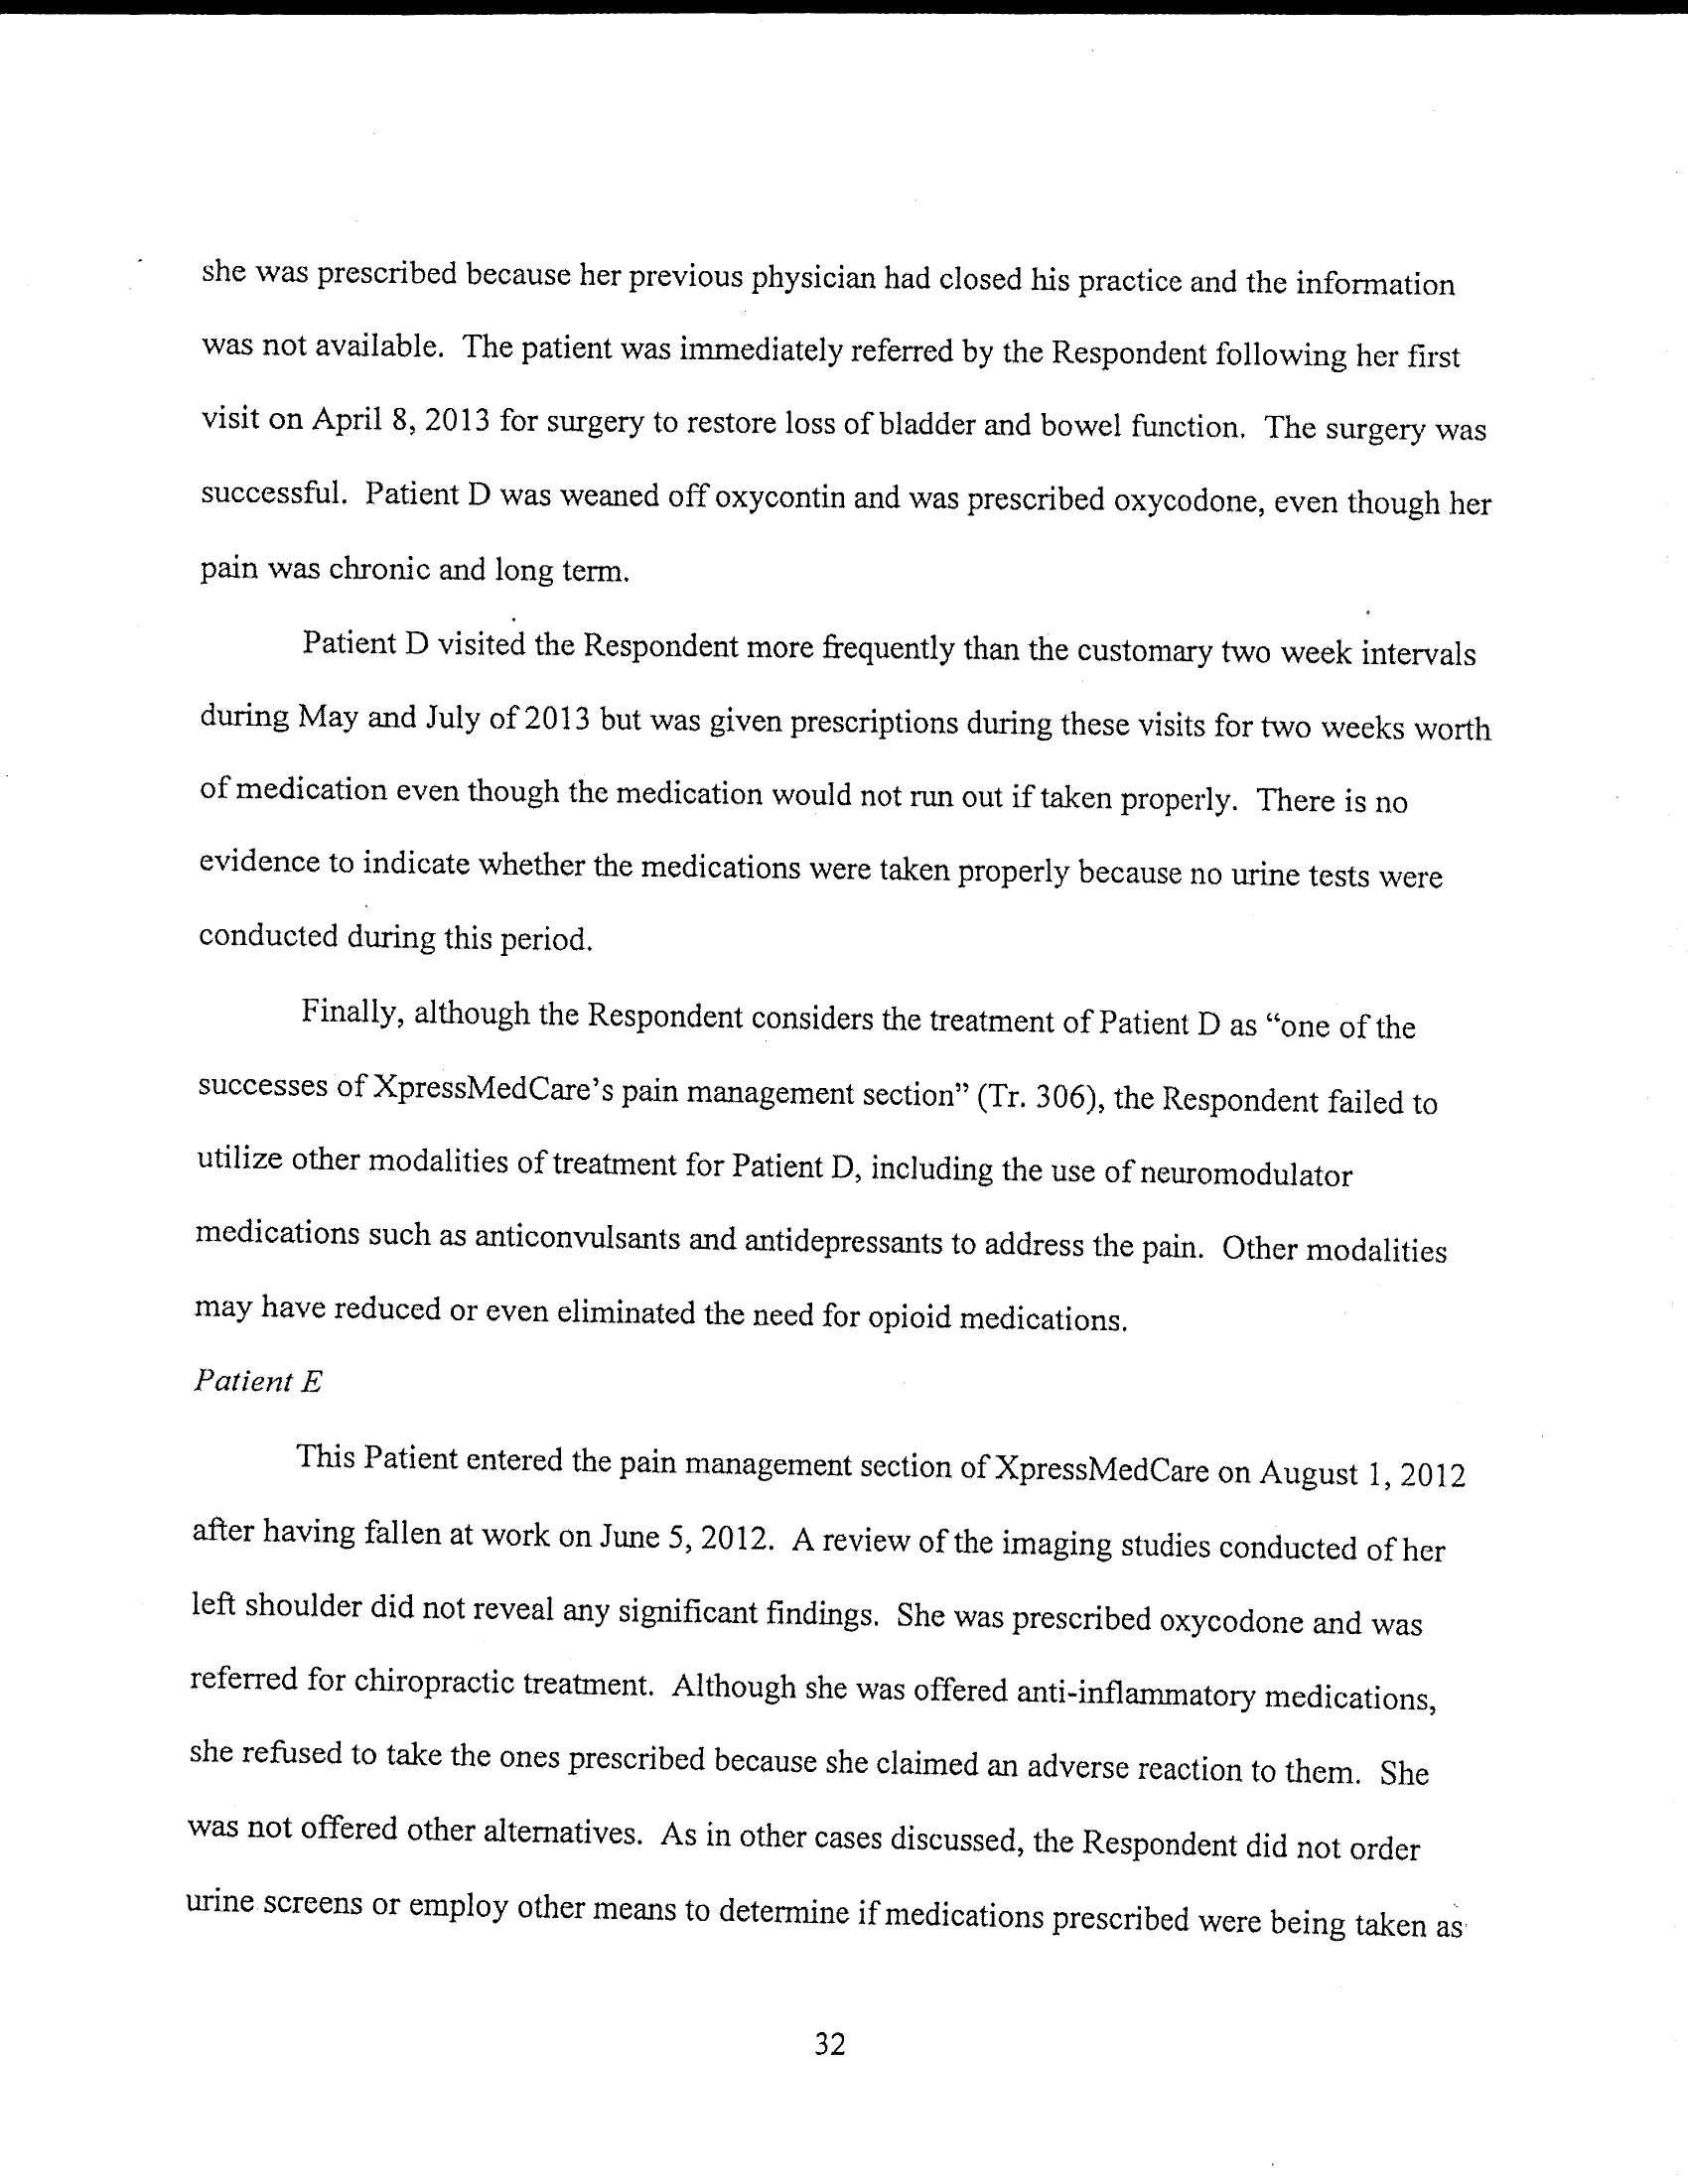 she was prescribed because her previous physician had closed his practice and the information
was not available. The patient was immediately referred by the Respondent following her first
visit on April 8, 2013 for surgery to restore loss of bladder and bowel function. The surgery was
successful. Patient D was weaned off oxycontin and was prescribed oxycodone, even though her
pain was chronic and long term.
Patient D visited the Respondent more frequently than the customary two week intervals
during May and July of 2013 but was given prescriptions during these visits for two weeks worth
of medication even though the medication would not run out if taken properly. There is no
evidence to indicate whether the medications were taken properly because no urine tests were
conducted during this period.
Finally, although the Respondent considers the treatment of Patient D as “one of the
successes of XpressMedCare’s pain management section” (Tr. 306), the Respondent failed to
utilize other modalities of treatment for Patient D, including the use of neuromodulator
medications such as anticonvulsants and antidepressants to address the pain. Other modalities
may have reduced or even eliminated the need for opioid medications.
Patient E
This Patient entered the pain management section of XpressMedCare on August 1, 2012
after having fallen at work on June 5, 2012. A review of the imaging studies conducted of her
left shoulder did not reveal any significant findings. She was prescribed oxycodone and was
referred for chiropractic treatment. Although she was offered anti-inflammatory medications,
she refused to take the ones prescribed because she claimed an adverse reaction to them. She
was not offered other alternatives. As in other cases discussed, the Respondent did not order
urine screens or employ other means to determine if medications prescribed were being taken as
32